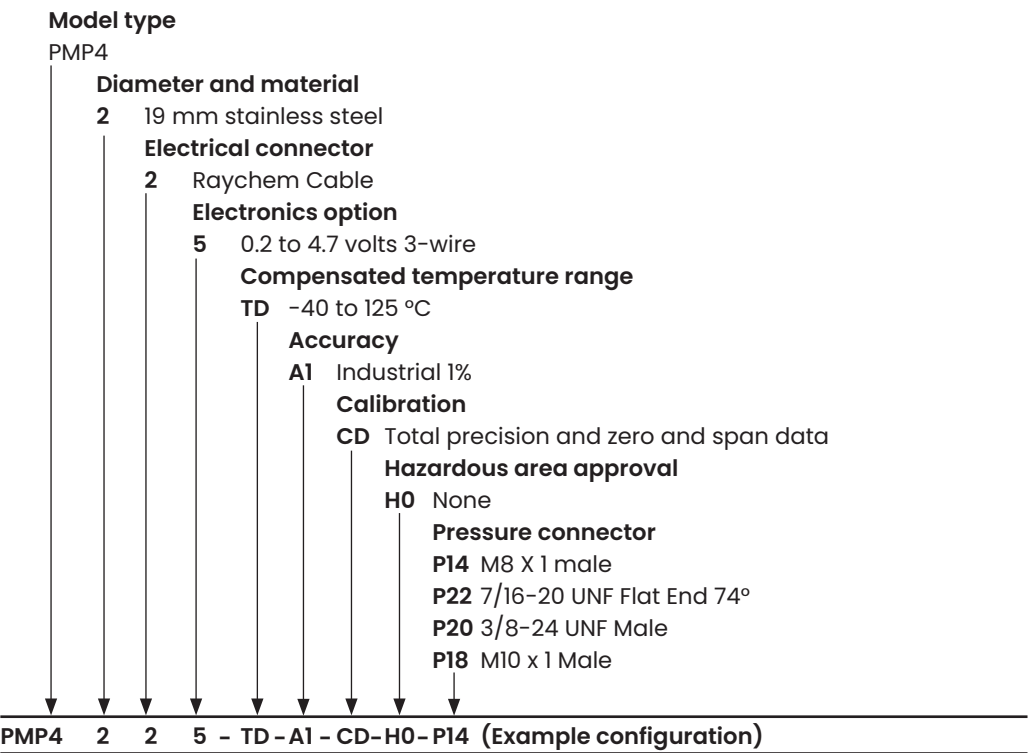 Model type
PMP4
Diameter and material
2 19 mm stainless steel
Electrical connector
2 Raychem Cable
Electronics option
5 0.2 to 4.7 volts 3-wire
Compensated temperature range
TD -40 to 125 °C
Accuracy
A1 Industrial 1%
Calibration
CD Total precision and zero and span data
Hazardous area approval
H0 None
Pressure connector
P14 M8 X 1 male
P22 7/16-20 UNF Flat End 74°
P20 3/8-24 UNF Male
P18 M10 x 1 Male
PMP4 2 2 5 - TD - A1 - CD - H0 - P14 (Example configuration)